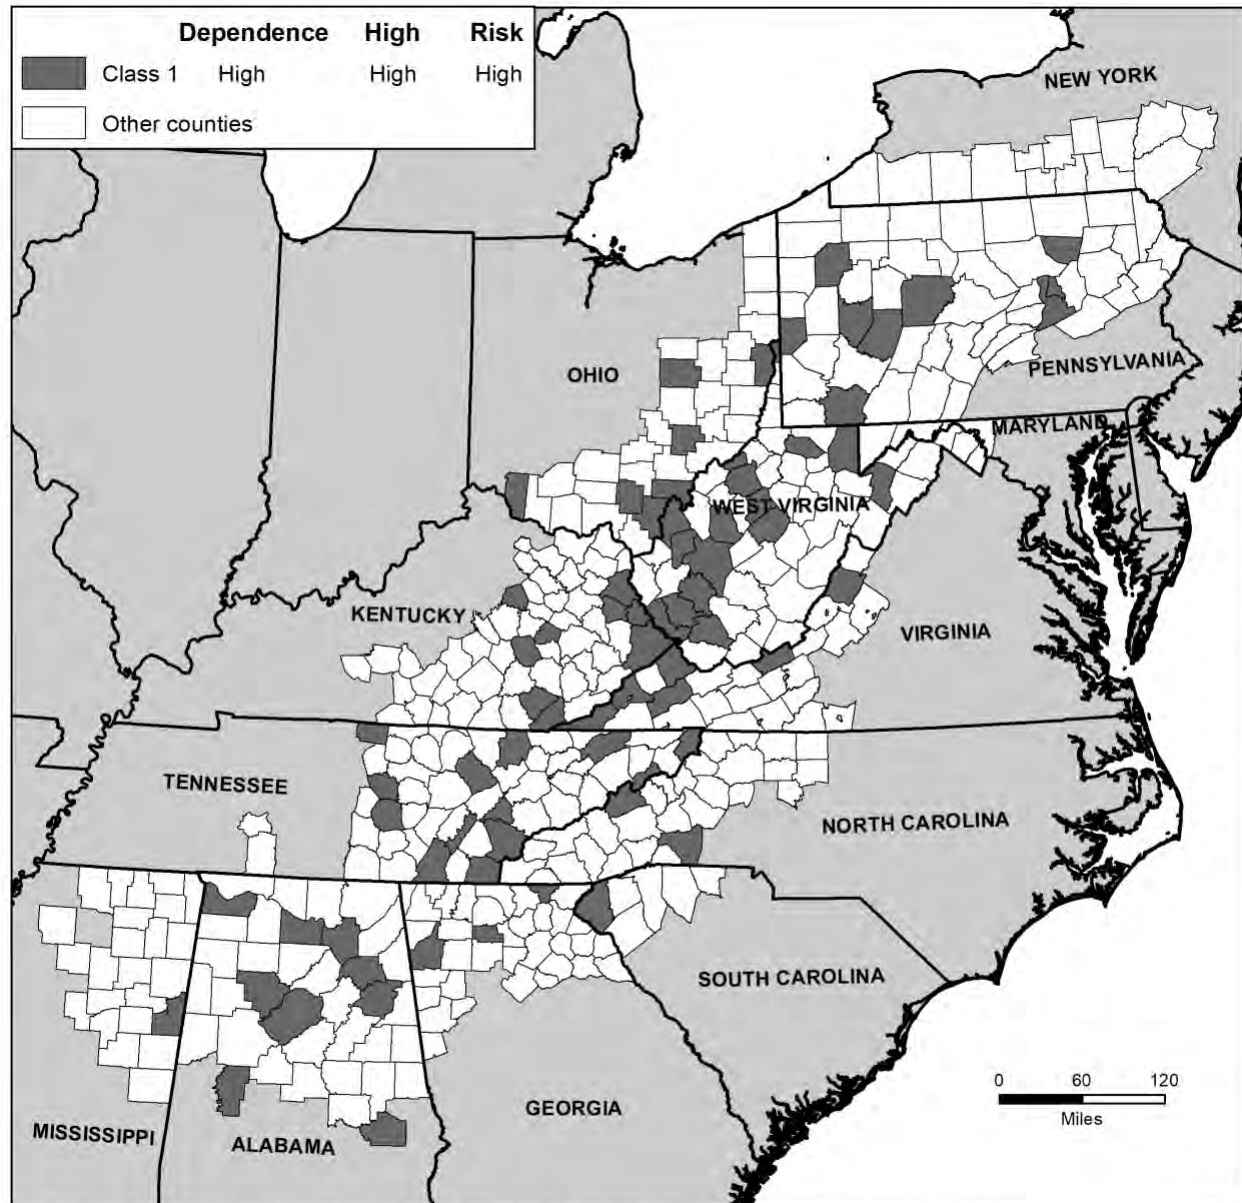 Dependence High Risk
Class 1 High High High
Other counties
NEW YORK
OHIO
PENNSYLVANIA
MARYLAND
WEST VIRGINIA
KENTUCKY
VIRGINIA
TENNESSEE
NORTH CAROLINA
SOUTH CAROLINA
0 60 120
Miles
GEORGIA
MISSISSIPPI
ALABAMA